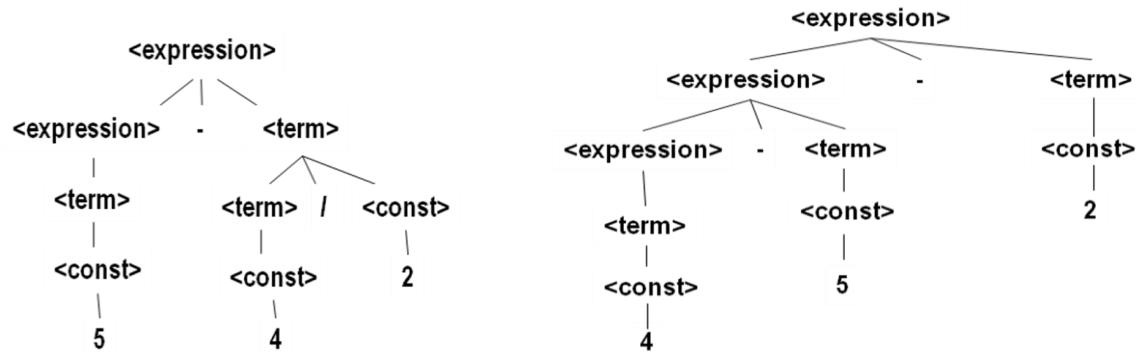 <expression>
<expression> - <term>
<term> <term> / <const>
<const> <const> 2
5 4
<expression>
<expression> - <term>
<expression> - <term> <const>
<term> <const> 2
<const> 5
4